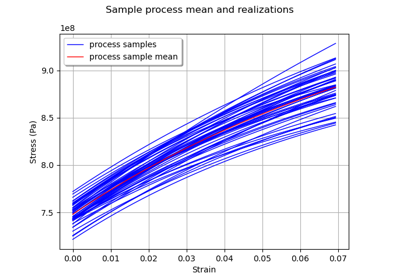 Sample process mean and realizations
1e8
process samples
process sample mean
9.0
8.5
8.0
7.5
Stress (Pa)
0.00 0.01 0.02 0.03 0.04 0.05 0.06 0.07
Strain